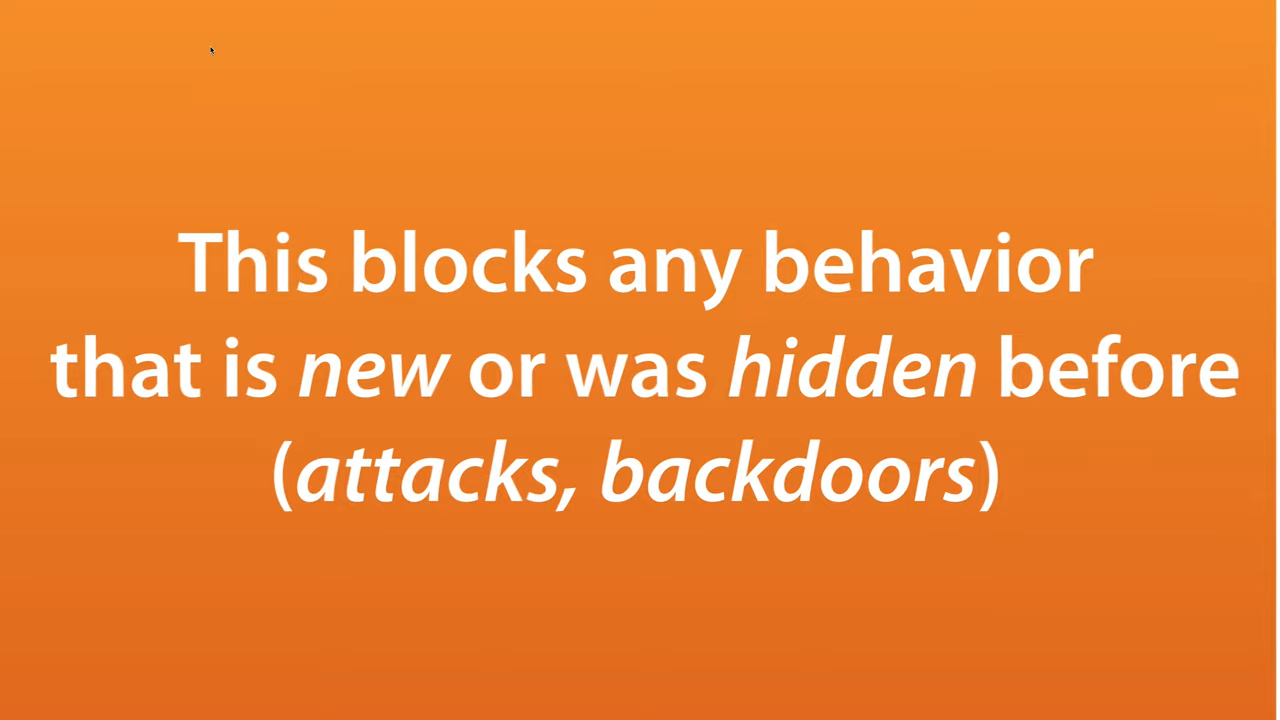 This blocks any behavior
that is new or was hidden before
(attacks, backdoors)